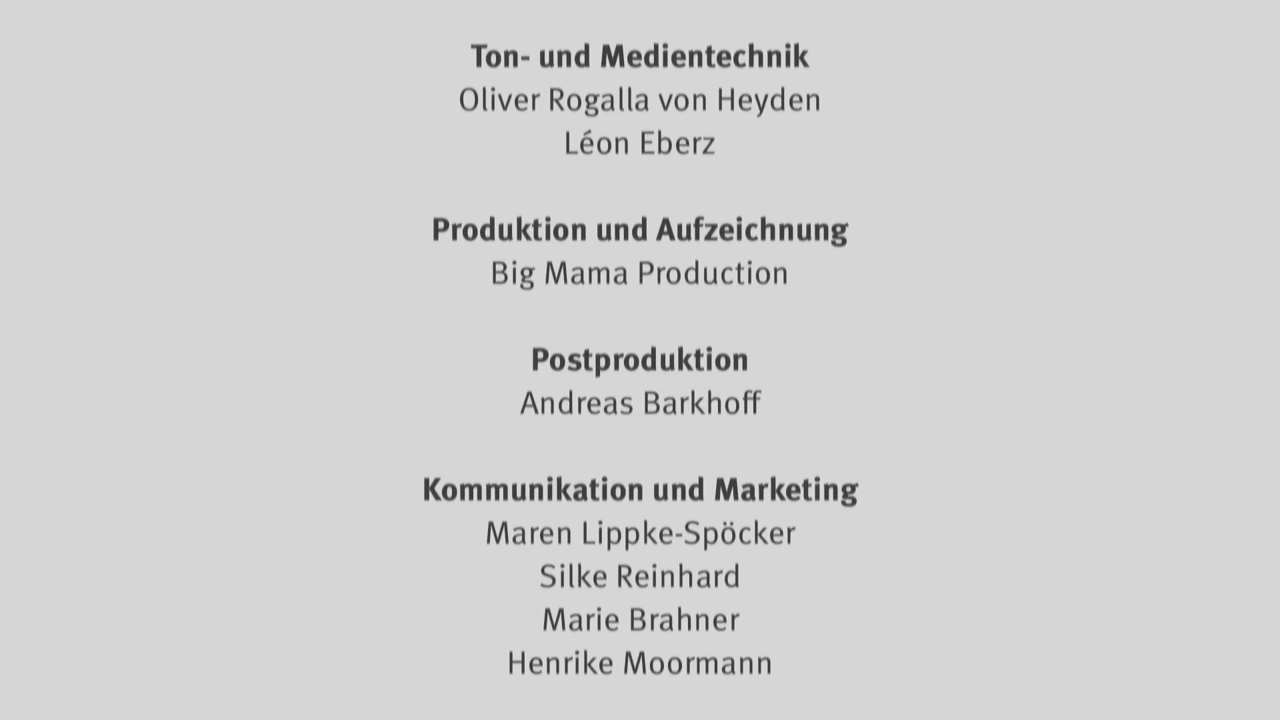 Ton- und Medientechnik
Oliver Rogalla von Heyden
Léon Eberz
Produktion und Aufzeichnung
Big Mama Production
Postproduktion
Andreas Barkhoff
Kommunikation und Marketing
Maren Lippke-Spöcker
Silke Reinhard
Marie Brahner
Henrike Moormann